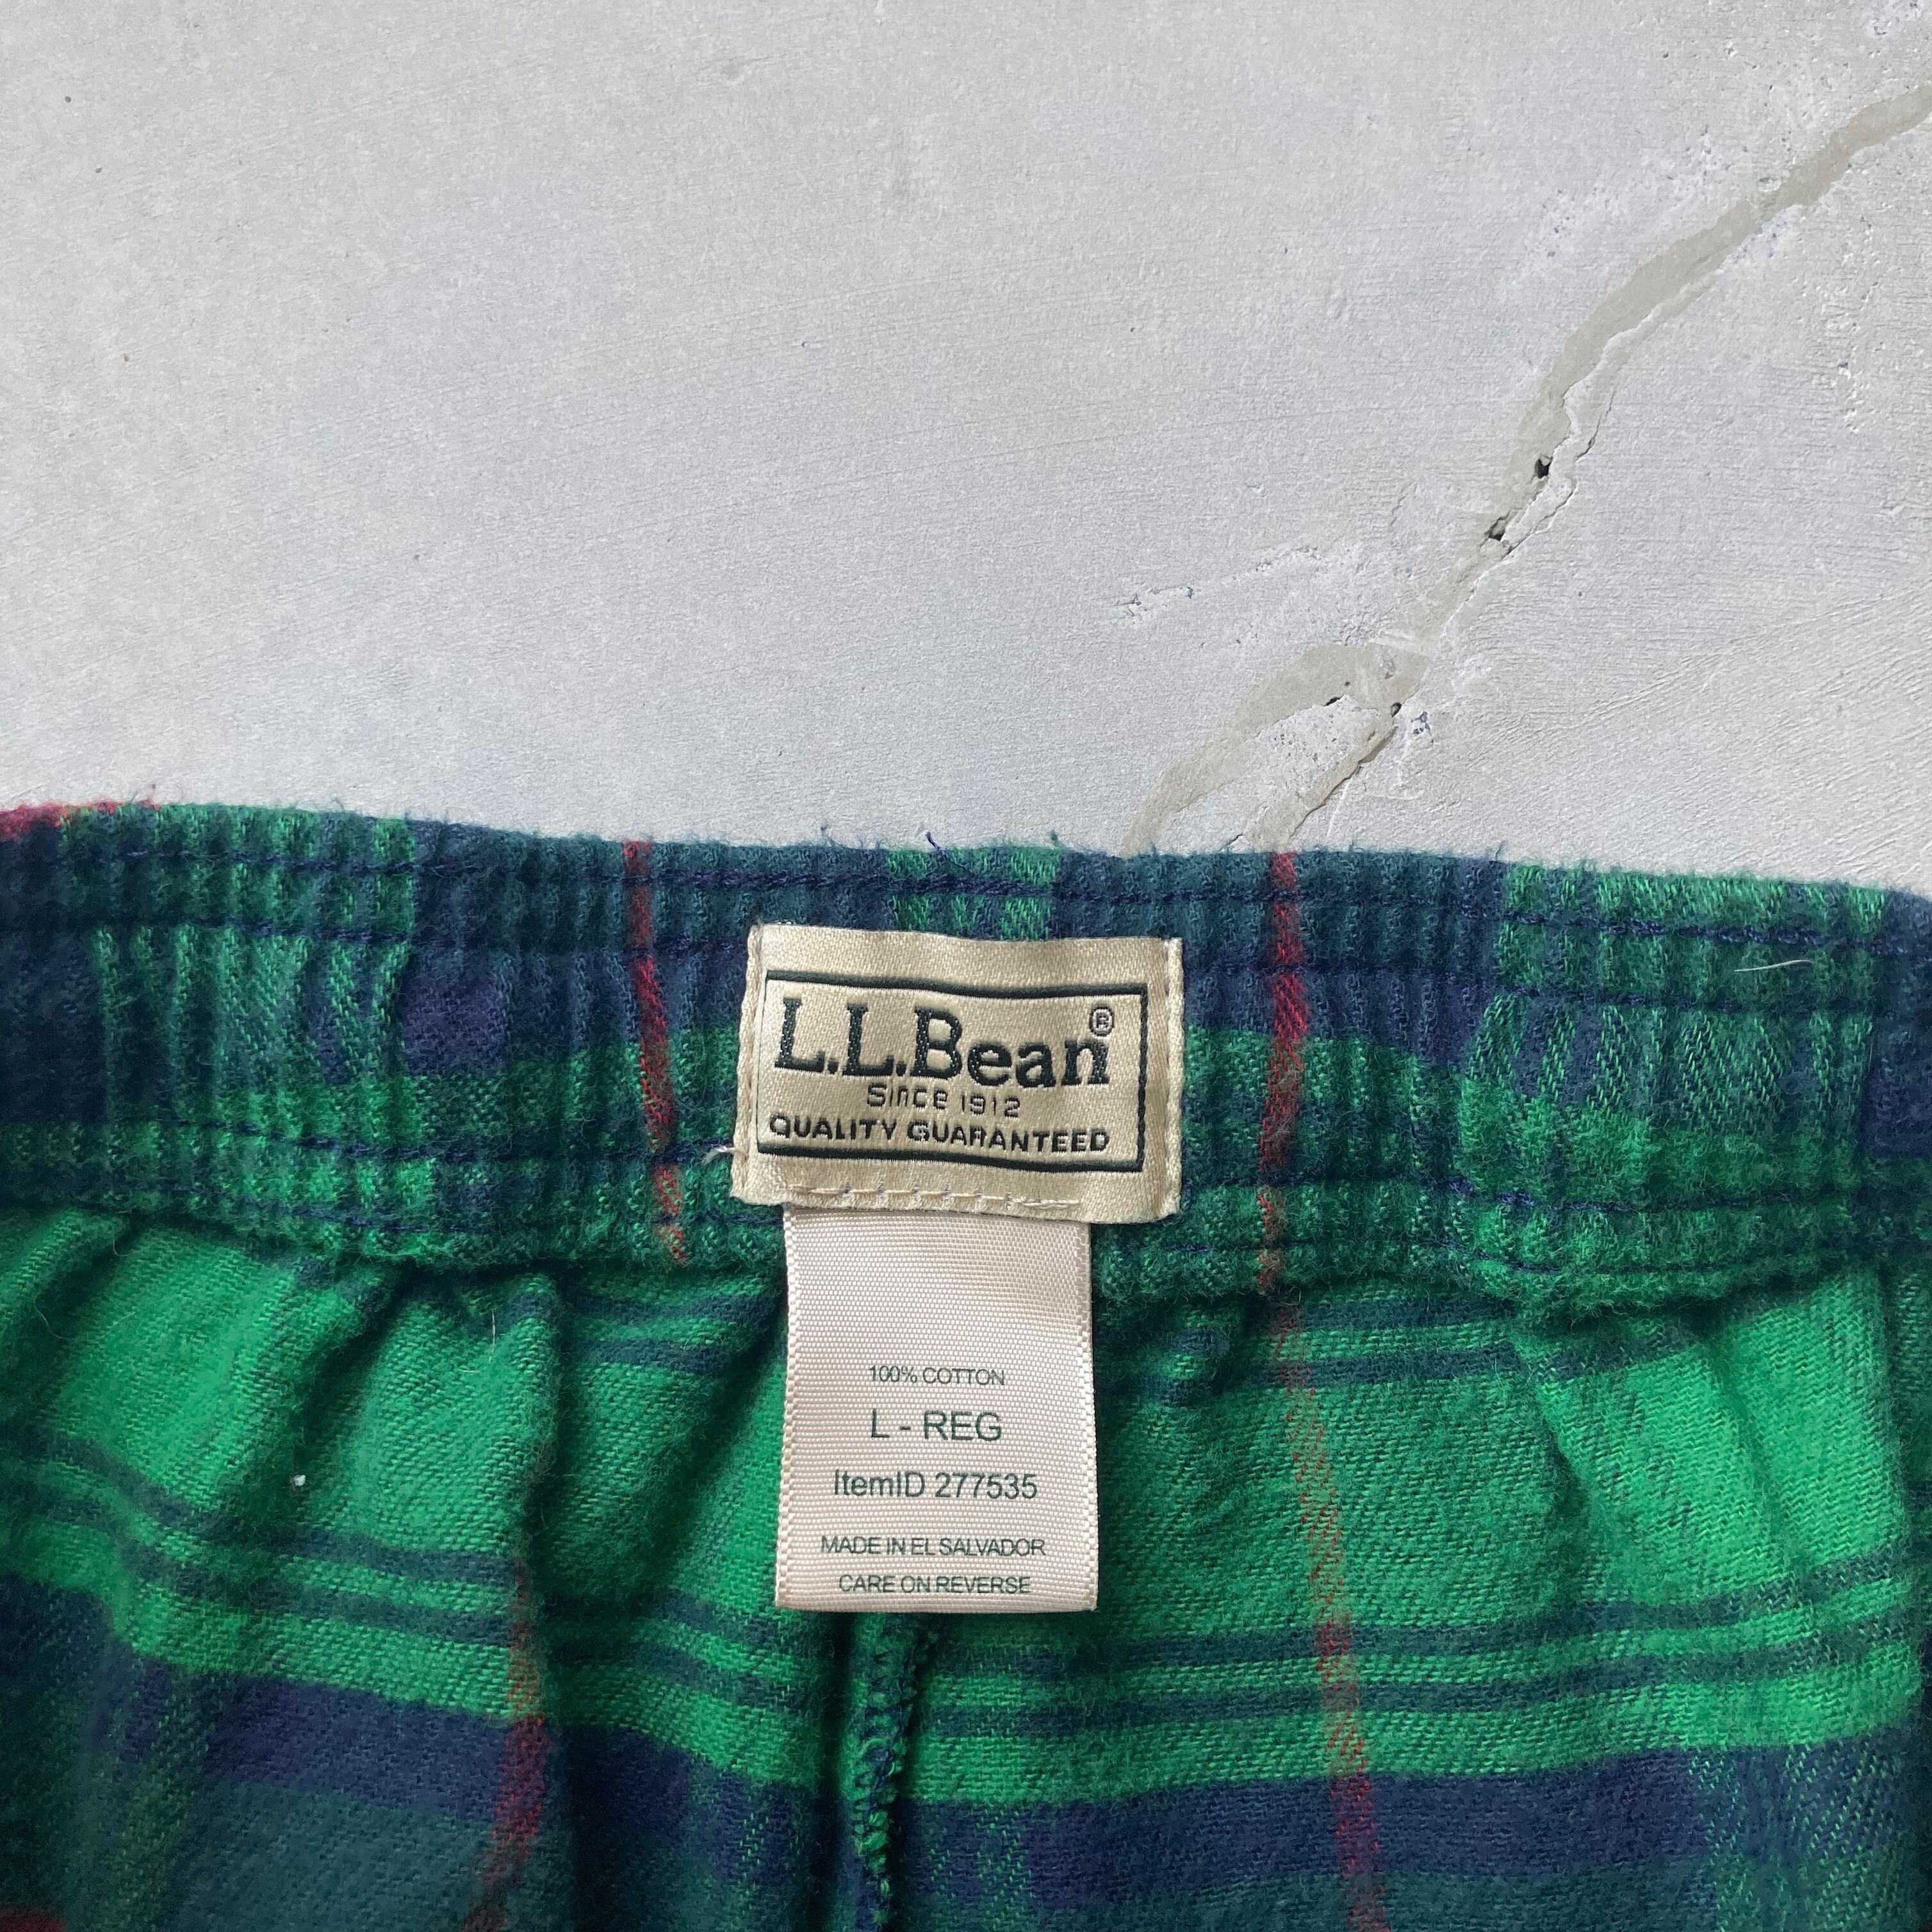 L.L.Bean®
Since 1912
QUALITY GUARANTEED
100% COTTON
L - REG
ItemID 277535
MADE IN EL SALVADOR
CARE ON REVERSE